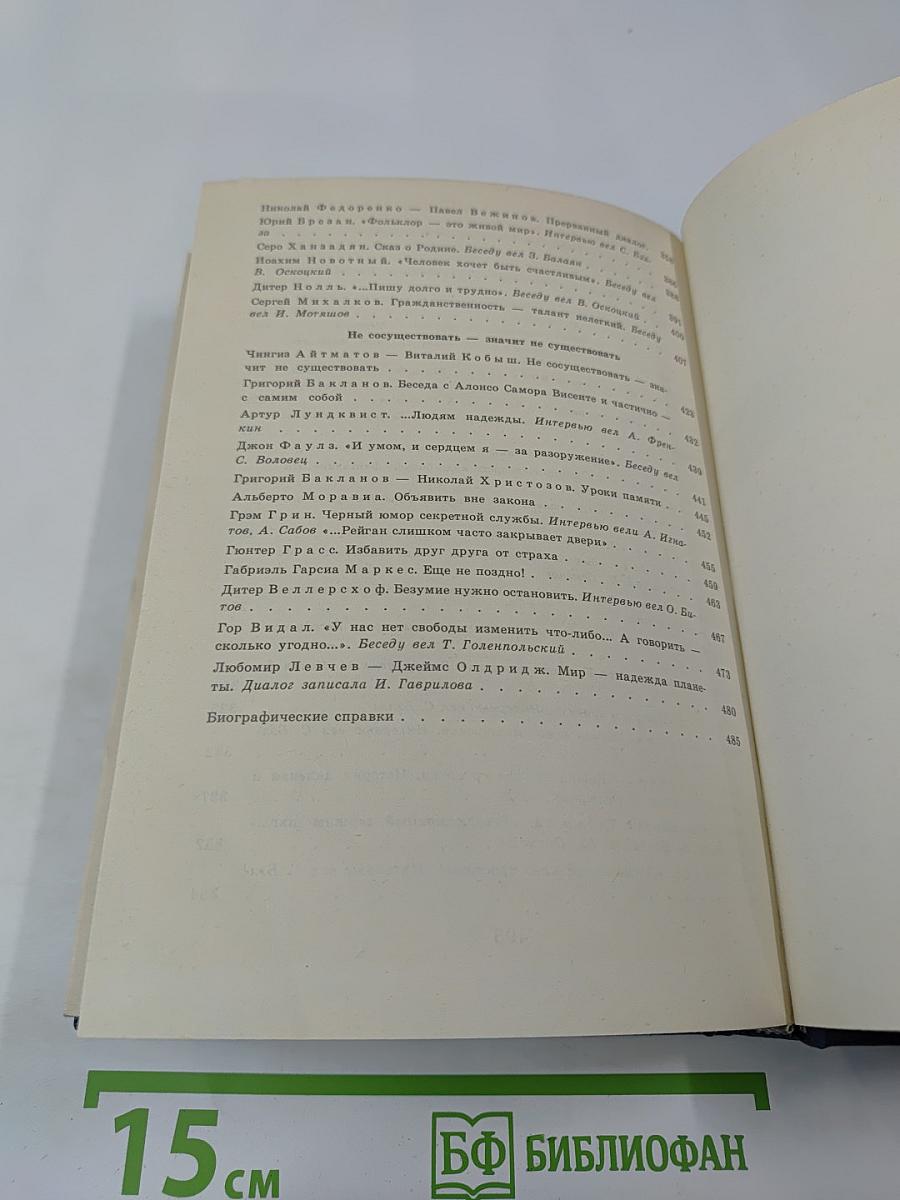 Николай Федоренко — Павел Вежинов. Прерванный диалог.
Юрий Брезан. «Фольклор — это живой мир». Интервью вел С. Бэл-
за
Серо Ханзадян. Сказ о Родине. Беседу вел З. Балаян
Иоахим Новотный. «Человек хочет быть счастливым». Беседу вел
В. Оскоцкий
Дитер Нолль. «...Пишу долго и трудно». Беседу вел В. Оскоцкий . . 391
Сергей Михалков. Гражданственность — талант нелегкий. Беседу
вел И. Мотяшов . . . 407
Не сосуществовать — значит не существовать
Чингиз Айтматов — Виталий Кобыш. Не сосуществовать — зна-
чит не существовать . . . 423
Григорий Бакланов. Беседа с Алонсо Самора Висенте и частично —
с самим собой . . . 432
Артур Лундквист. ...Людям надежды. Интервью вел А. Френ-
кин . . .
Джон Фаулз. «И умом, и сердцем я — за разоружение». Беседу вел
С. Воловец . . . 441
Григорий Бакланов — Николай Христозов. Уроки памяти . . 445
Альберто Моравиа. Объявить вне закона . . . 452
Грэм Грин. Черный юмор секретной службы. Интервью вели А. Игна-
тов, А. Сабов «...Рейган слишком часто закрывает двери» . . . 455
Гюнтер Грасс. Избавить друг друга от страха . . . 459
Габриэль Гарсиа Маркес. Еще не поздно! . . . 463
Дитер Веллерсхоф. Безумие нужно остановить. Интервью вел О. Би-
тов . . . 467
Гор Видал. «У нас нет свободы изменить что-либо... А говорить —
сколько угодно...». Беседу вел Т. Голенпольский . . . 473
Любомир Левчев — Джеймс Олдридж. Мир — надежда плане-
ты. Диалог записала И. Гаврилова . . . 480
Биографические справки . . . 485
15 см
БФ БИБЛИОФАН